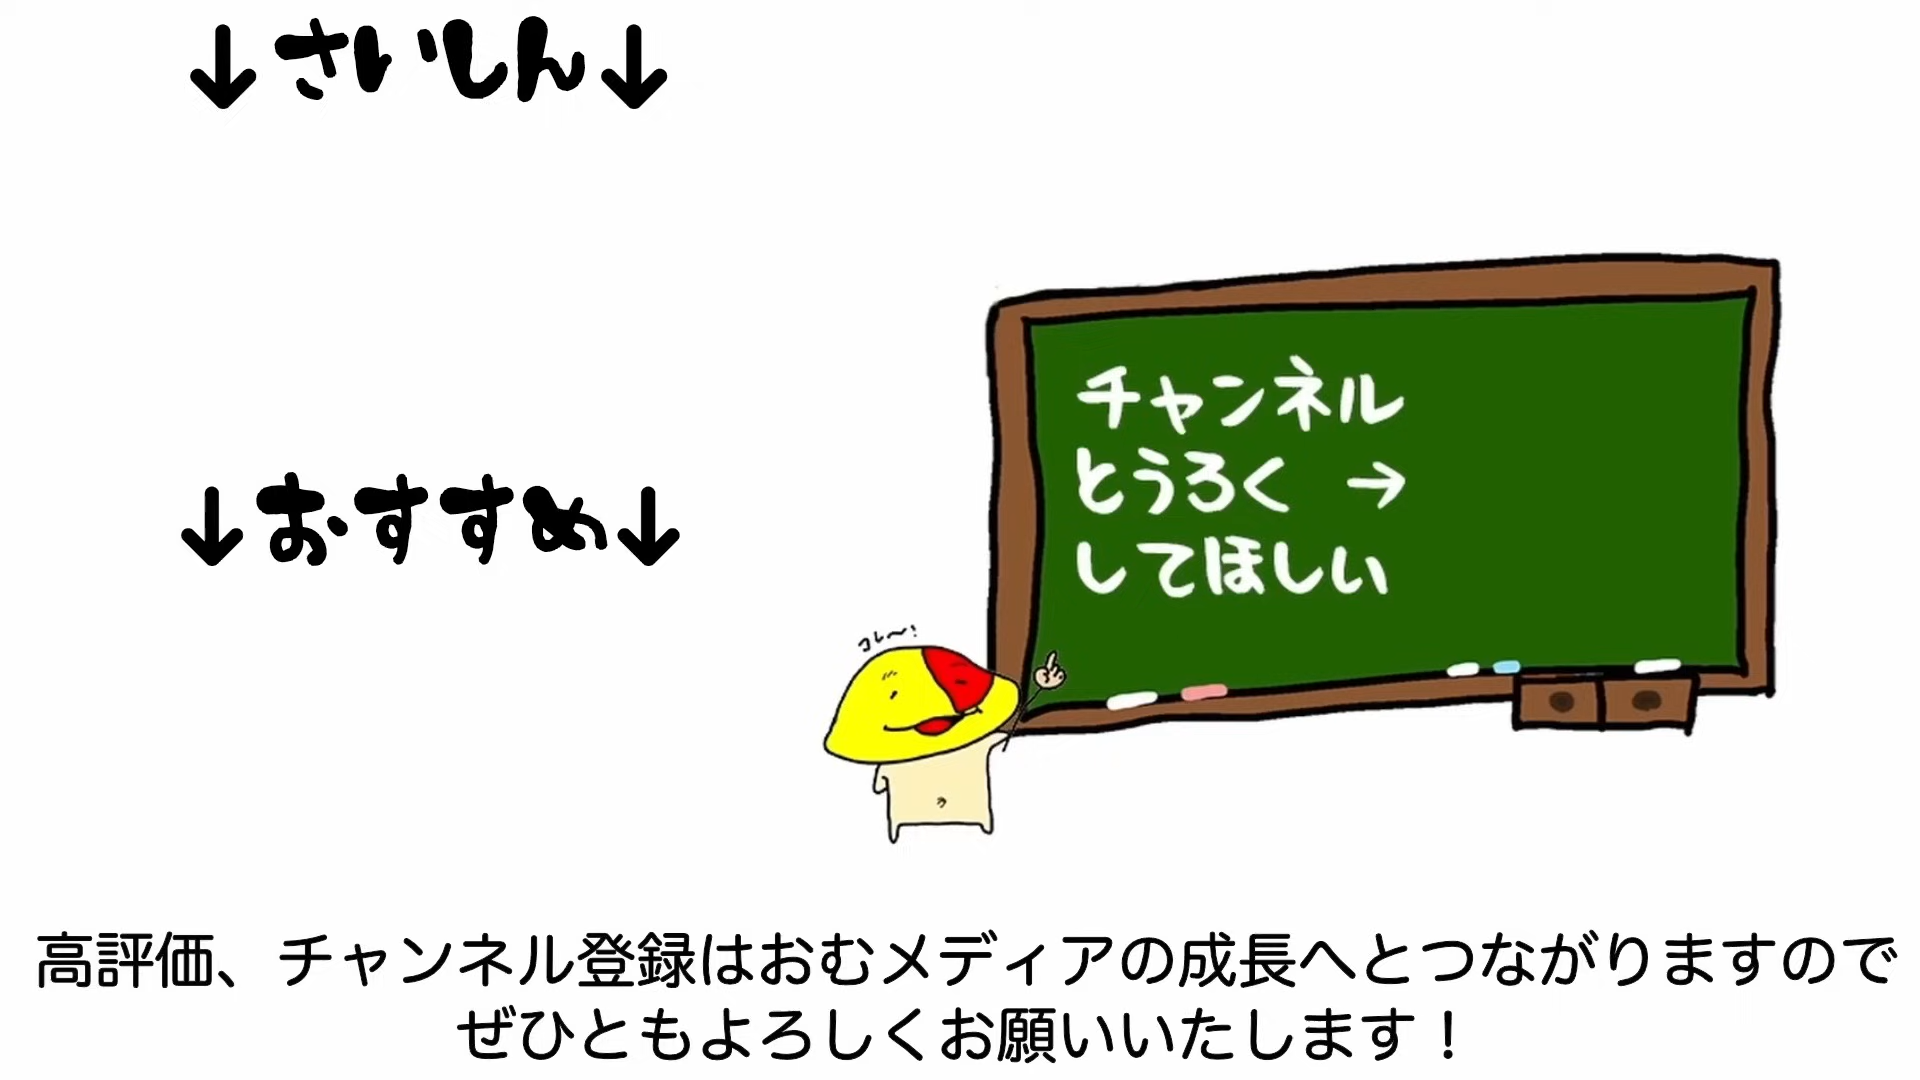 ↓さいしん↓
↓おすすめ↓
チャンネル
とうろく →
してほしい
コレ〜!
高評価、チャンネル登録はおむメディアの成長へとつながりますので
ぜひともよろしくお願いいたします！